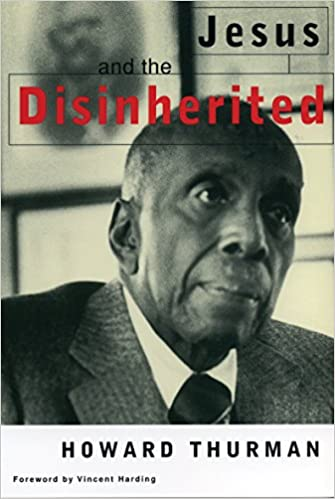 Jesus
and the
Disinherited
HOWARD THURMAN
Foreword by Vincent Harding